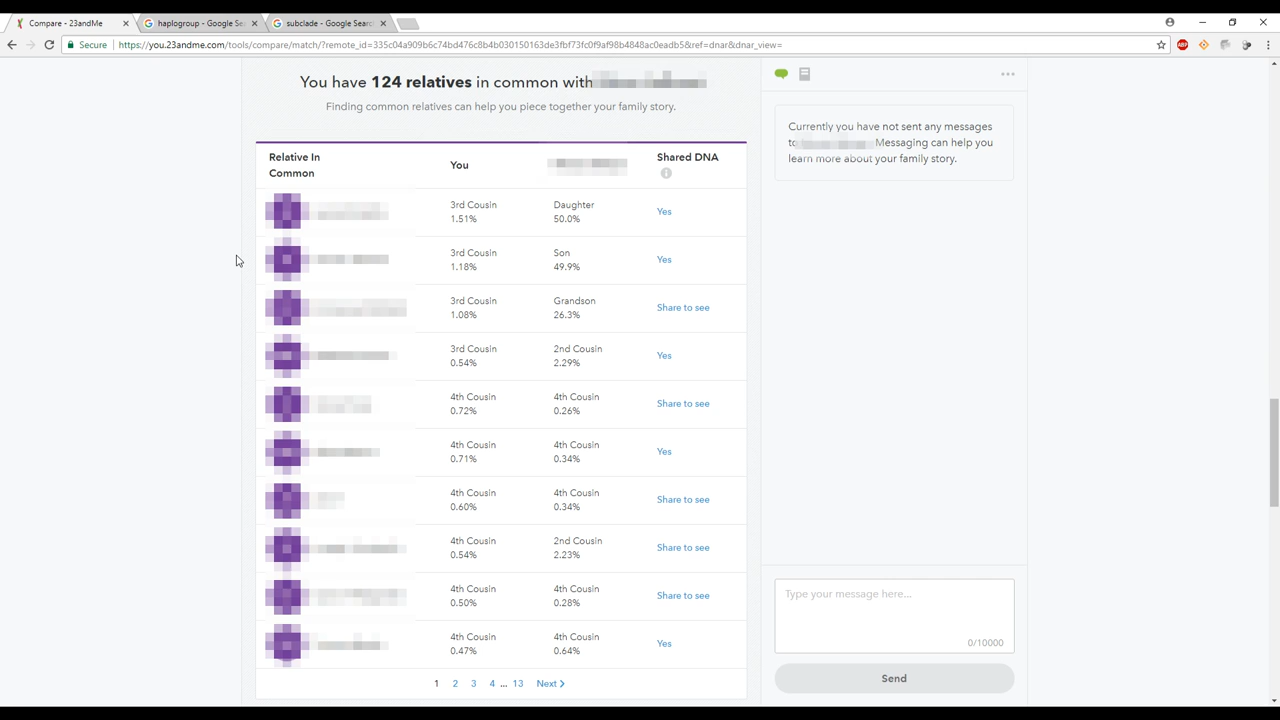 Compare - 23andMe
haplogroup - Google Sea
subclade - Google Search
Secure https://you.23andme.com/tools/compare/match/?remote_id=335c04a909b6c74bd476c8b4b030150163de3fbf73fc0f9af98b4848ac0eadb5&ref=dnar&dnar_view=
ABP
You have 124 relatives in common with
Finding common relatives can help you piece together your family story.
Relative In
Common
You
Shared DNA
3rd Cousin Daughter
1.51% 50.0%
Yes
3rd Cousin Son
1.18% 49.9%
Yes
3rd Cousin Grandson
1.08% 26.3%
Share to see
3rd Cousin 2nd Cousin
0.54% 2.29%
Yes
4th Cousin 4th Cousin
0.72% 0.26%
Share to see
4th Cousin 4th Cousin
0.71% 0.34%
Yes
4th Cousin 4th Cousin
0.60% 0.34%
Share to see
4th Cousin 2nd Cousin
0.54% 2.23%
Share to see
4th Cousin 4th Cousin
0.50% 0.28%
Share to see
4th Cousin 4th Cousin
0.47% 0.64%
Yes
1 2 3 4 ... 13 Next
Currently you have not sent any messages
to Messaging can help you
learn more about your family story.
Type your message here...
0/10000
Send